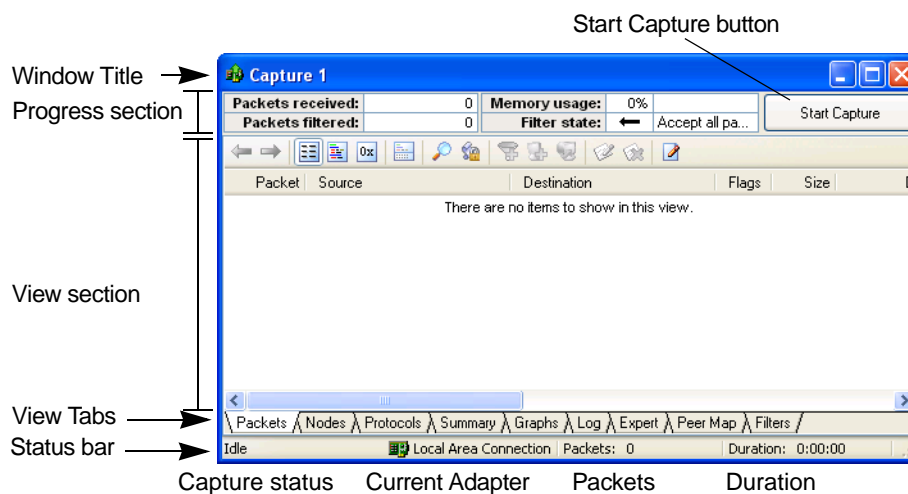 Start Capture button
Window Title
Capture 1
Progress section
Packets received: 0 Memory usage: 0%
Packets filtered: 0 Filter state: Accept all pa...
Start Capture
0x
Packet Source Destination Flags Size
There are no items to show in this view.
View section
View Tabs
Packets Nodes Protocols Summary Graphs Log Expert Peer Map Filters
Status bar
Idle Local Area Connection Packets: 0 Duration: 0:00:00
Capture status Current Adapter Packets Duration